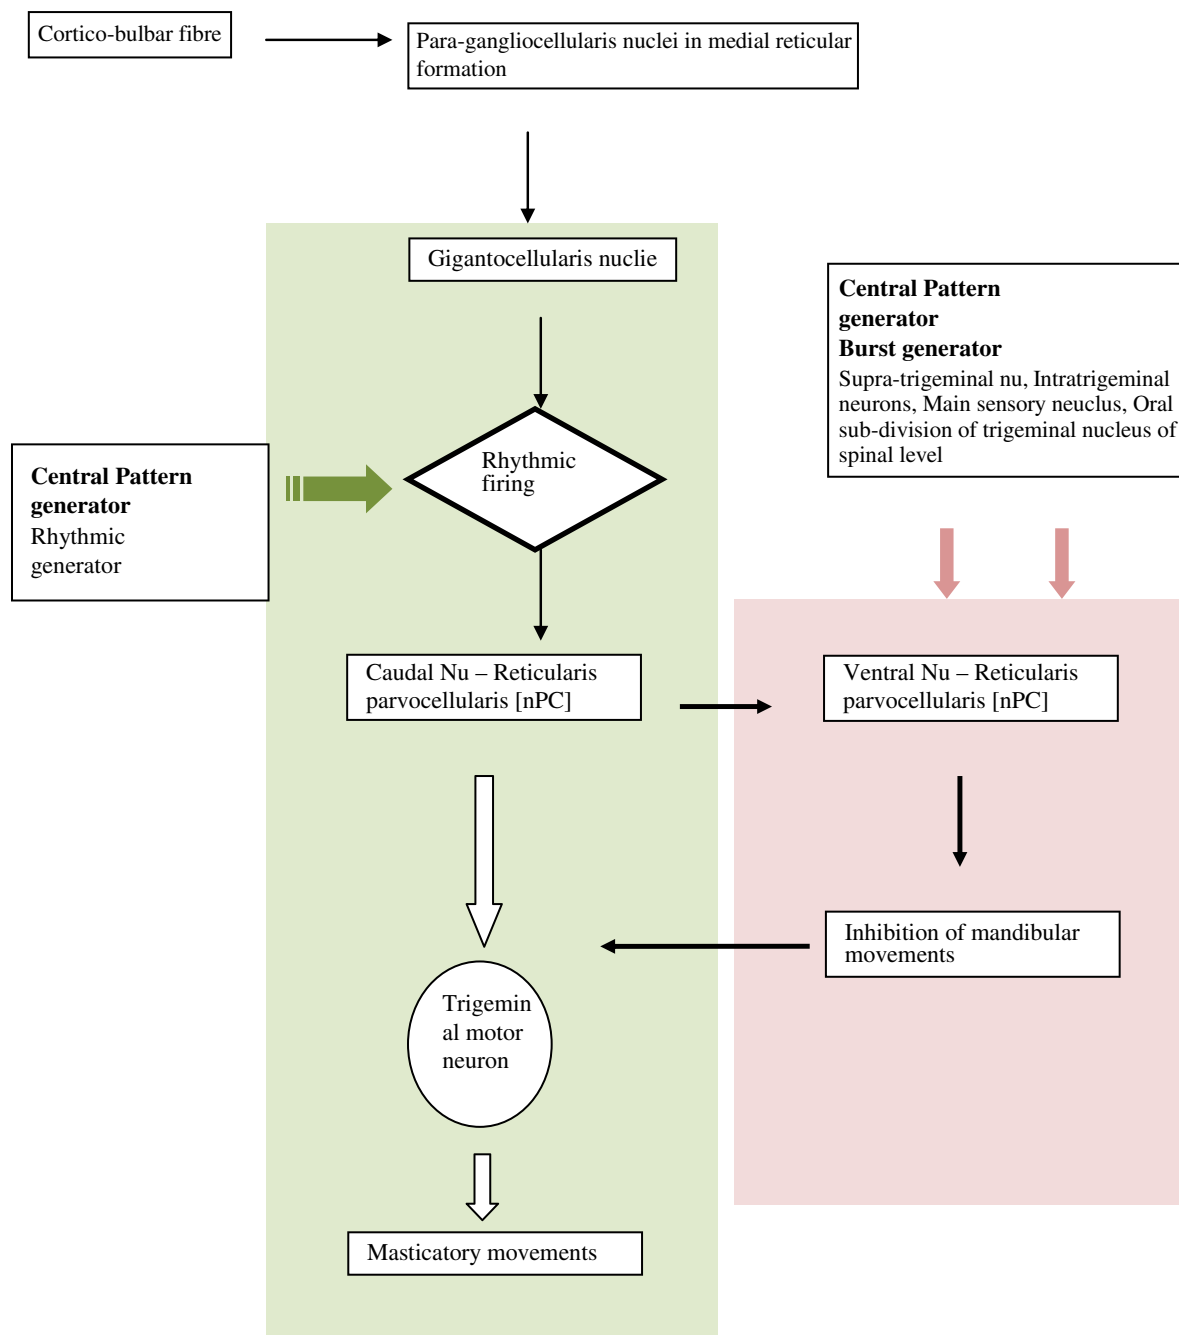 Cortico-bulbar fibre
Para-gangliocellularis nuclei in medial reticular
formation
Gigantocellularis nuclie
Central Pattern
generator
Burst generator
Supra-trigeminal nu, Intratrigeminal
neurons, Main sensory neuclus, Oral
sub-division of trigeminal nucleus of
spinal level
Rhythmic
firing
Central Pattern
generator
Rhythmic
generator
Caudal Nu – Reticularis
parvocellularis [nPC]
Ventral Nu – Reticularis
parvocellularis [nPC]
Inhibition of mandibular
movements
Trigemin
al motor
neuron
Masticatory movements